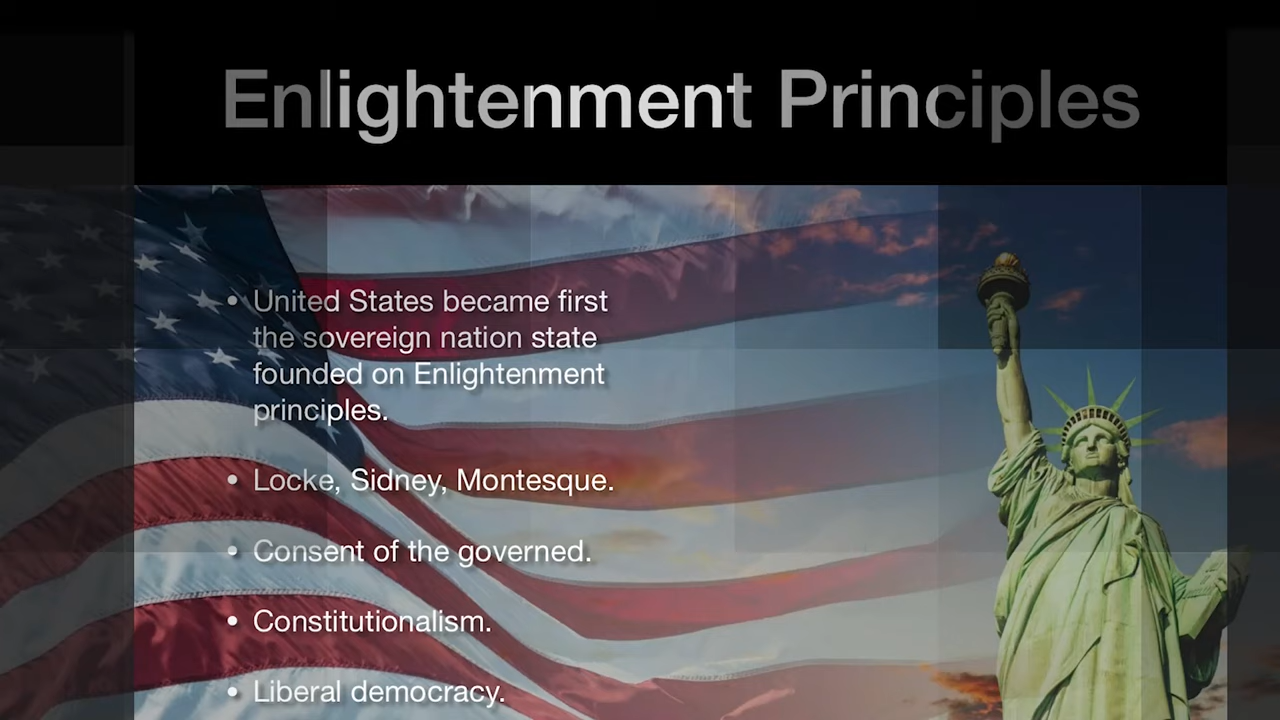 Enlightenment Principles
• United States became first
the sovereign nation state
founded on Enlightenment
principles.
• Locke, Sidney, Montesque.
• Consent of the governed.
• Constitutionalism.
• Liberal democracy.